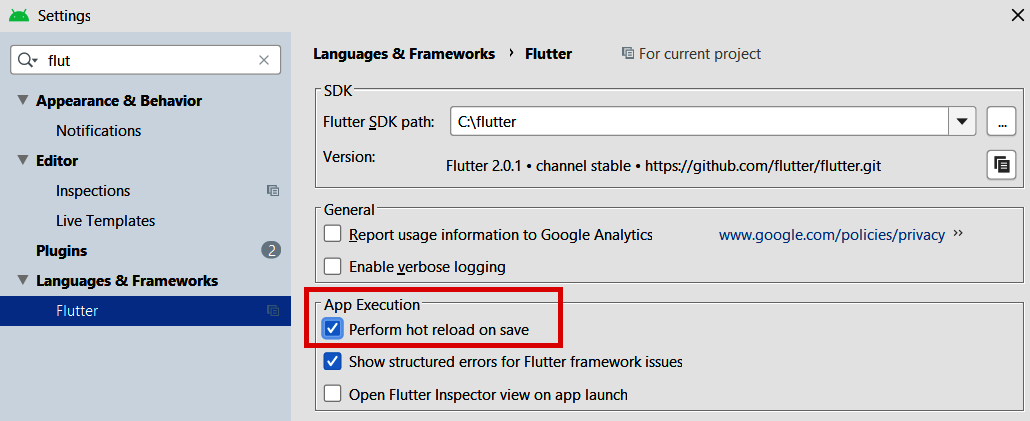 Settings
flut
Appearance & Behavior
Notifications
Editor
Inspections
Live Templates
Plugins 2
Languages & Frameworks
Flutter
Languages & Frameworks › Flutter For current project
SDK
Flutter SDK path: C:\flutter ...
Version: Flutter 2.0.1 • channel stable • https://github.com/flutter/flutter.git
General
Report usage information to Google Analytics www.google.com/policies/privacy ››
Enable verbose logging
App Execution
Perform hot reload on save
Show structured errors for Flutter framework issues
Open Flutter Inspector view on app launch